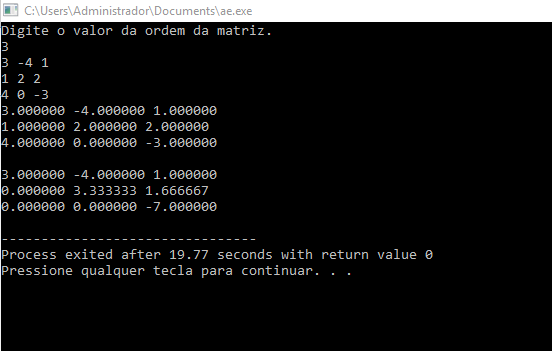 C:\Users\Administrador\Documents\ae.exe
Digite o valor da ordem da matriz.
3
3 -4 1
1 2 2
4 0 -3
3.000000 -4.000000 1.000000
1.000000 2.000000 2.000000
4.000000 0.000000 -3.000000
3.000000 -4.000000 1.000000
0.000000 3.333333 1.666667
0.000000 0.000000 -7.000000
--------------------------------
Process exited after 19.77 seconds with return value 0
Pressione qualquer tecla para continuar. . .